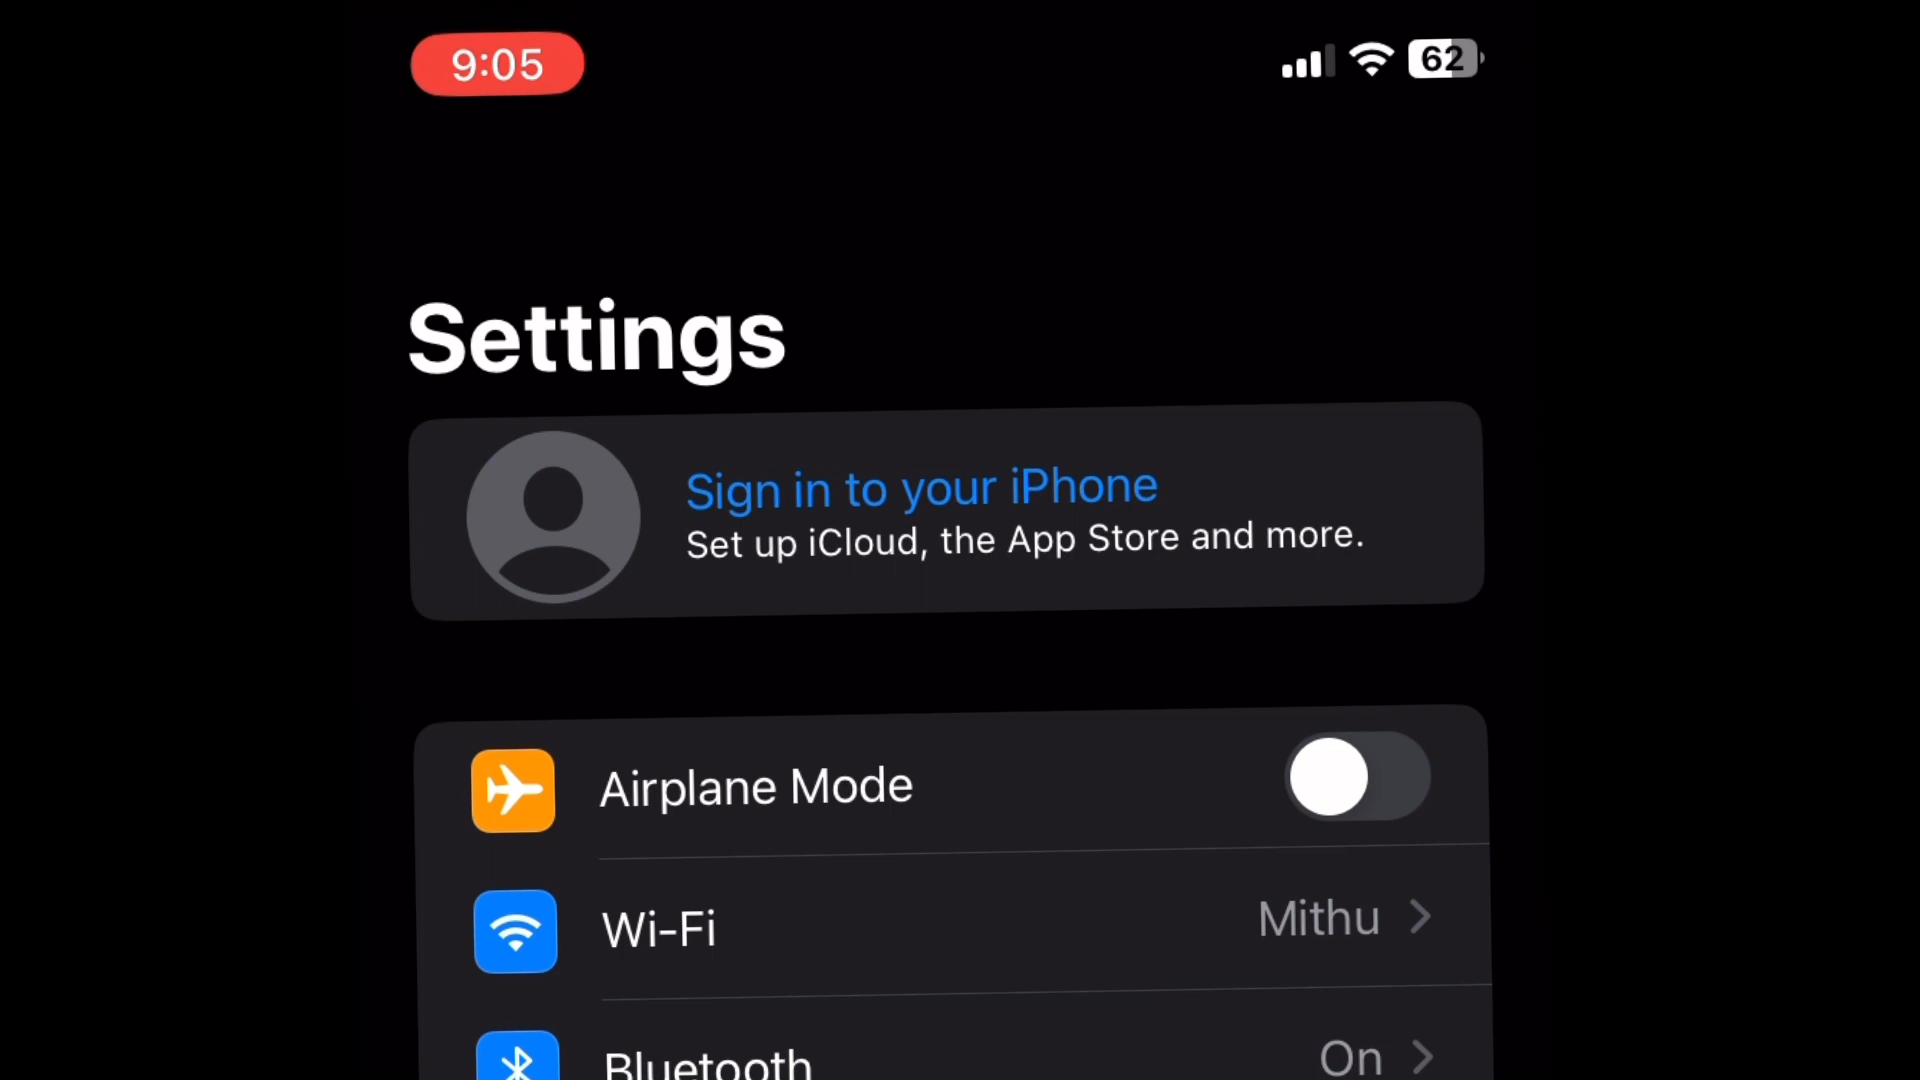 9:05
62
Settings
Sign in to your iPhone
Set up iCloud, the App Store and more.
Airplane Mode
Wi-Fi
Mithu
Bluetooth
On